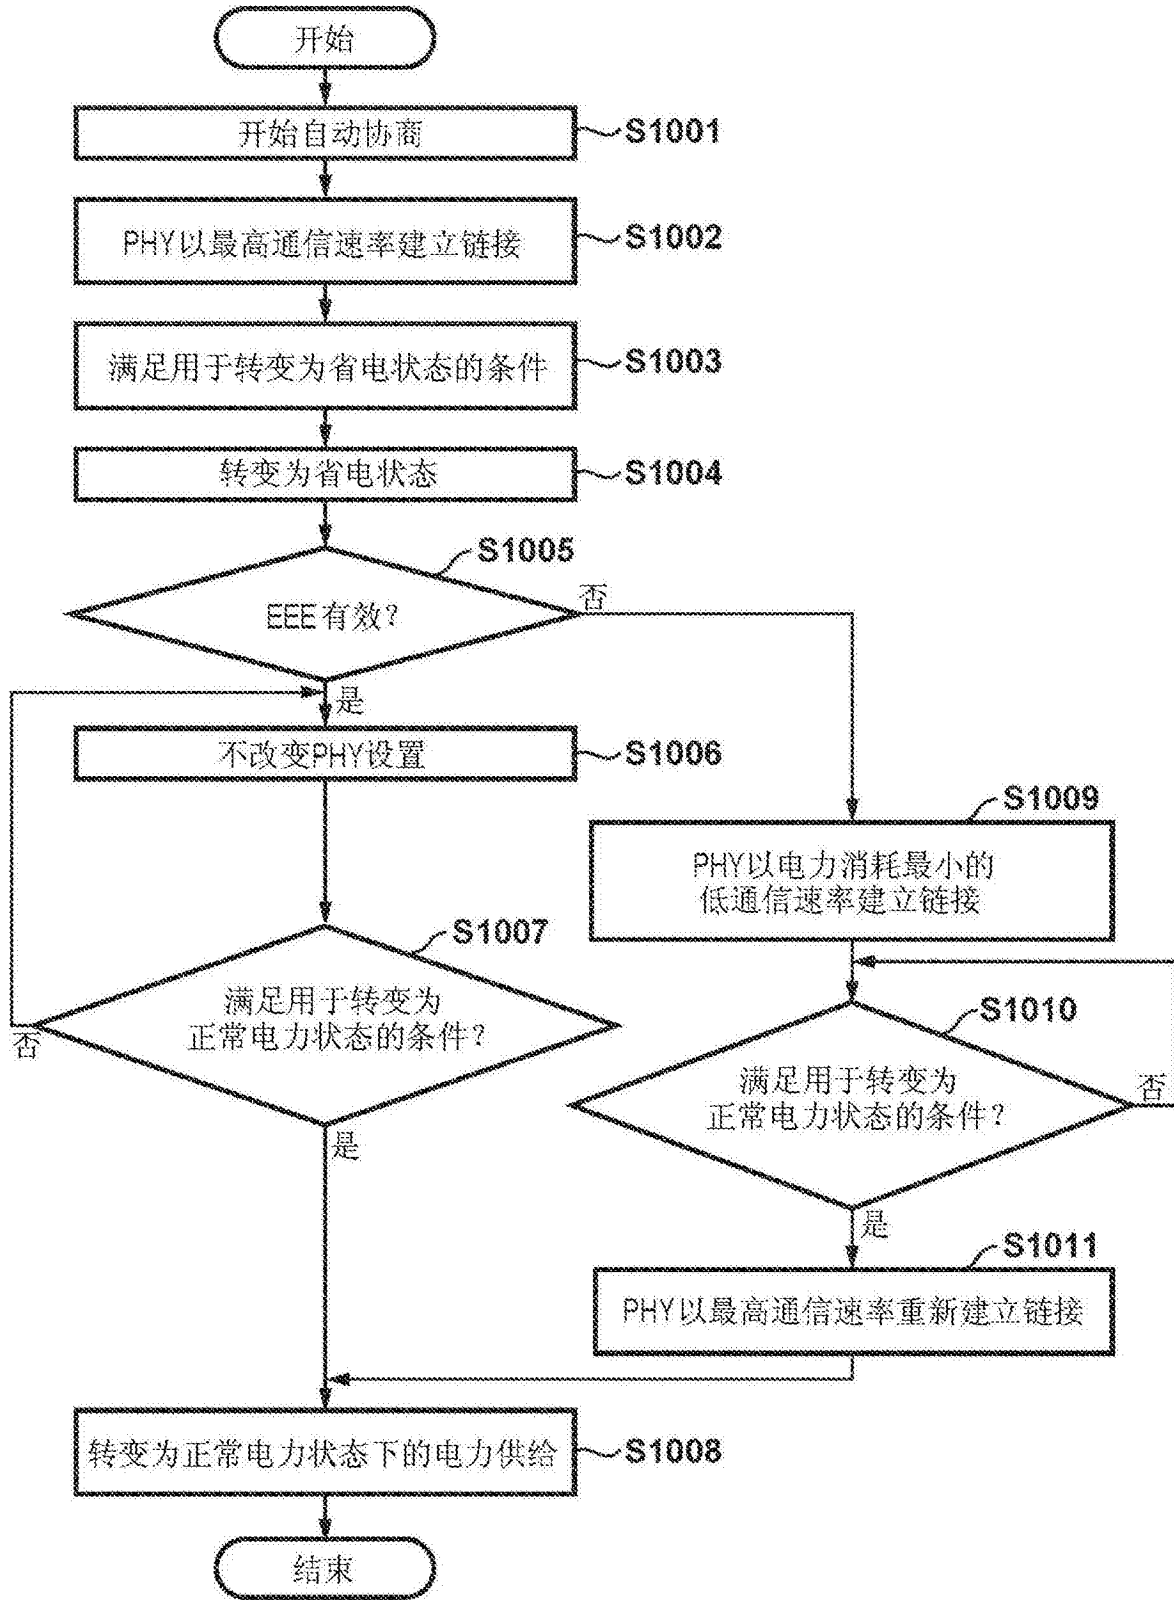 开始
开始自动协商
S1001
PHY以最高通信速率建立链接
S1002
满足用于转变为省电状态的条件
S1003
转变为省电状态
S1004
S1005
EEE有效？
否
是
不改变PHY设置
S1006
S1009
PHY以电力消耗最小的
低通信速率建立链接
S1007
满足用于转变为
正常电力状态的条件？
否
是
S1010
满足用于转变为
正常电力状态的条件？
否
是
S1011
PHY以最高通信速率重新建立链接
转变为正常电力状态下的电力供给
S1008
结束